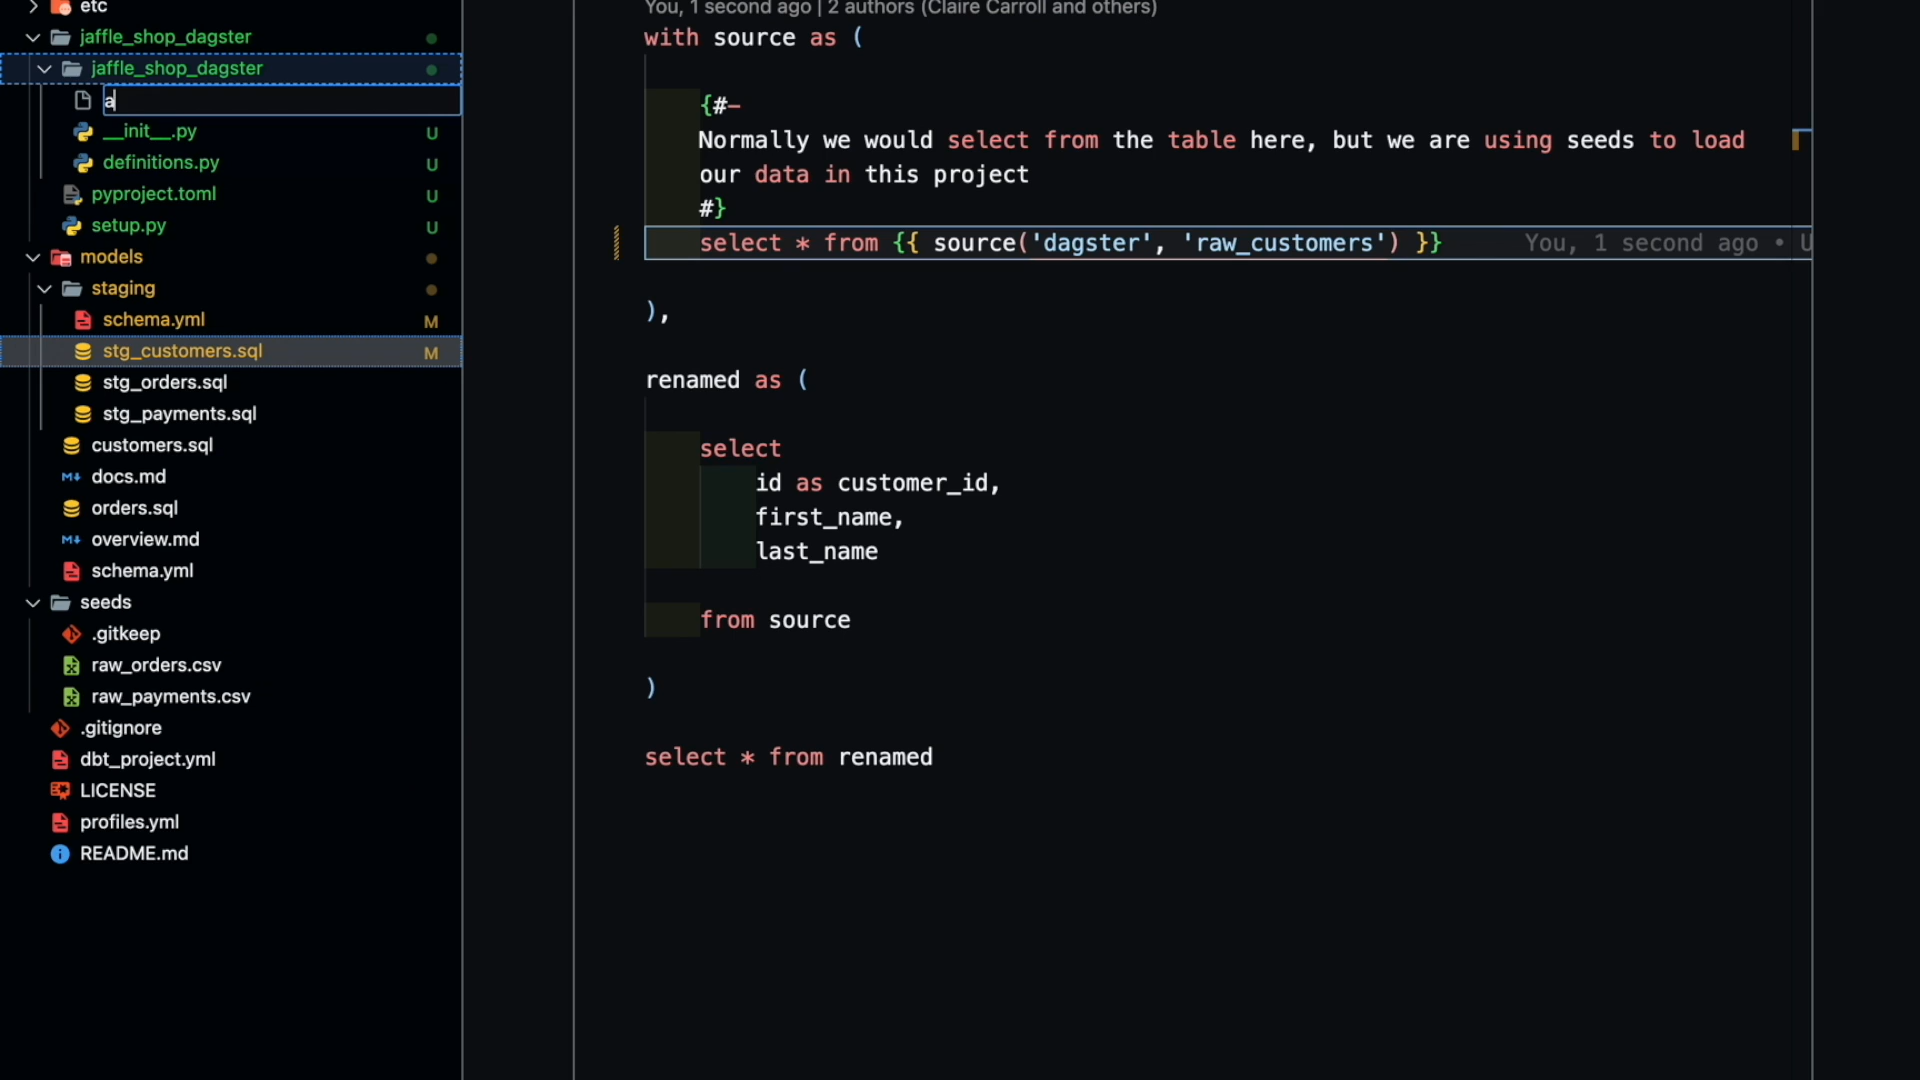 etc
jaffle_shop_dagster
jaffle_shop_dagster
a
__init__.py U
definitions.py U
pyproject.toml U
setup.py U
models
staging
schema.yml M
stg_customers.sql M
stg_orders.sql
stg_payments.sql
customers.sql
docs.md
orders.sql
overview.md
schema.yml
seeds
.gitkeep
raw_orders.csv
raw_payments.csv
.gitignore
dbt_project.yml
LICENSE
profiles.yml
README.md
You, 1 second ago | 2 authors (Claire Carroll and others)
with source as (
{#-
Normally we would select from the table here, but we are using seeds to load
our data in this project
#}
select * from {{ source('dagster', 'raw_customers') }} You, 1 second ago • U
),
renamed as (
select
id as customer_id,
first_name,
last_name
from source
)
select * from renamed